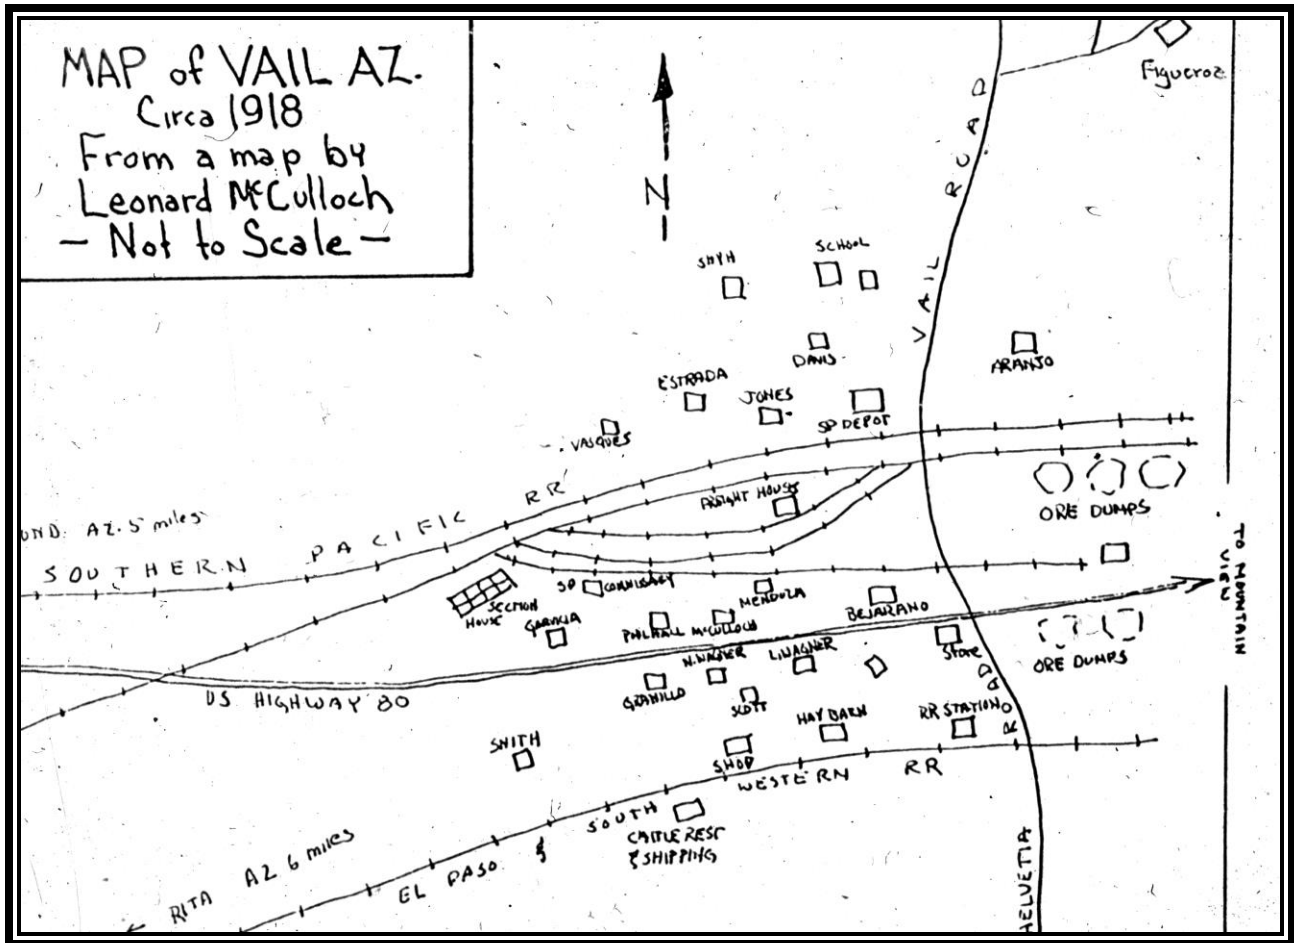 MAP of VAIL AZ.
Circa 1918
From a map by
Leonard McCulloch
- Not to Scale -
N
Figueroa
VAIL ROAD
SCHOOL
DAVIS
ARANJO
ESTRADA
JONES
SP DEPOT
VASQUES
SOUTHERN PACIFIC RR
UND. AZ. 5 miles
FREIGHT HOUSE
ORE DUMPS
TO MOUNTAIN
VIEW
SP COMMISSARY
SECTION
HOUSE
MENDOZA
BEJARANO
PHILHALL
McCULLOCH
Store
ORE DUMPS
N. WAGNER
L. WAGNER
US. HIGHWAY 80
SCOTT
HAY BARN
RR STATION
ROAD
SMITH
SHOP
EL PASO & SOUTH WESTERN RR
CATTLE REST
& SHIPPING
RITA AZ 6 miles
HELVETIA